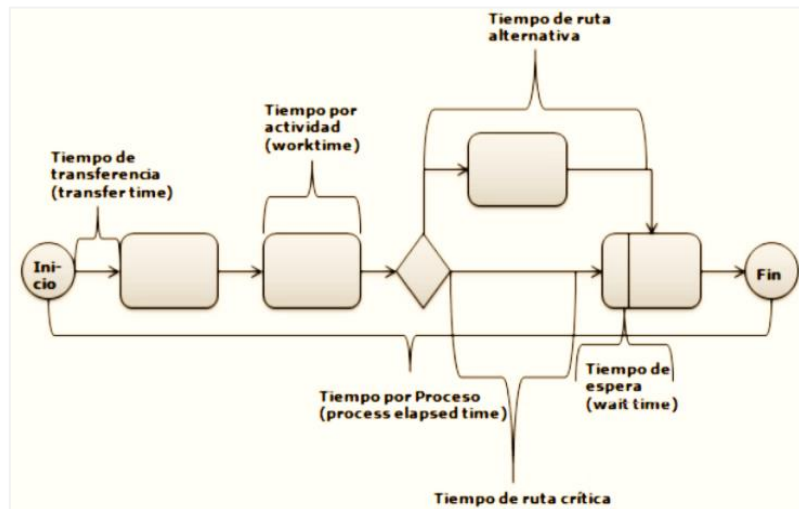 Tiempo de ruta
alternativa
Tiempo por
actividad
(worktime)
Tiempo de
transferencia
(transfer time)
Ini-
cio
Fin
Tiempo de
espera
(wait time)
Tiempo por Proceso
(process elapsed time)
Tiempo de ruta crítica